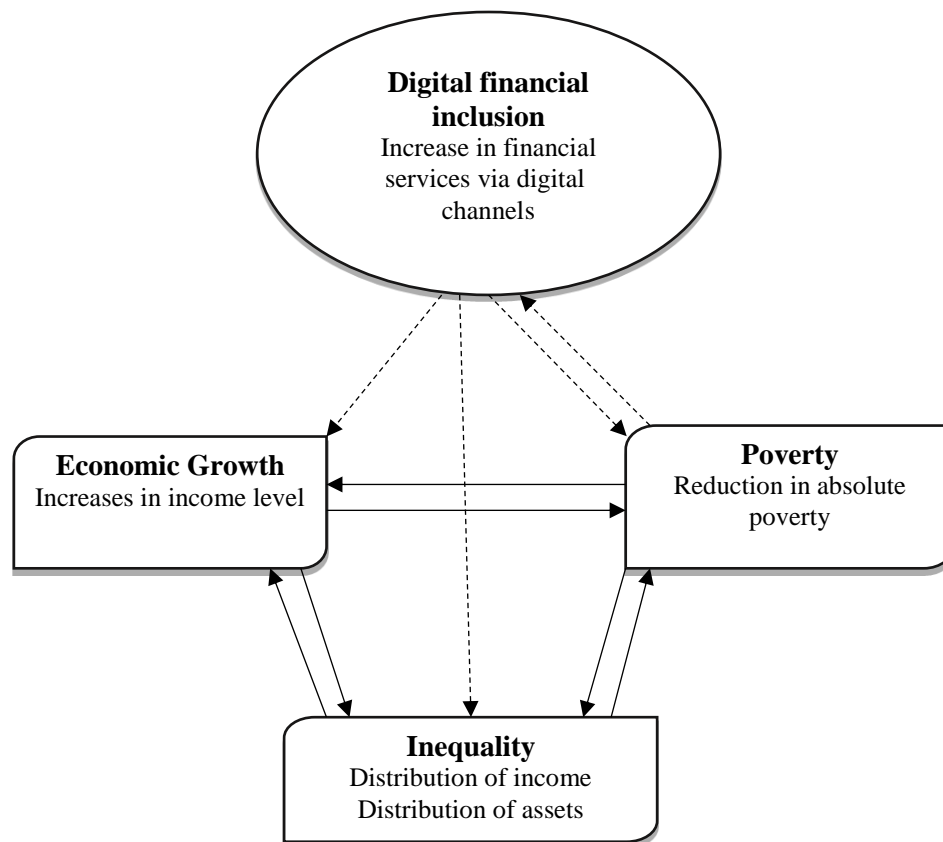 Digital financial
inclusion
Increase in financial
services via digital
channels
Economic Growth
Increases in income level
Poverty
Reduction in absolute
poverty
Inequality
Distribution of income
Distribution of assets